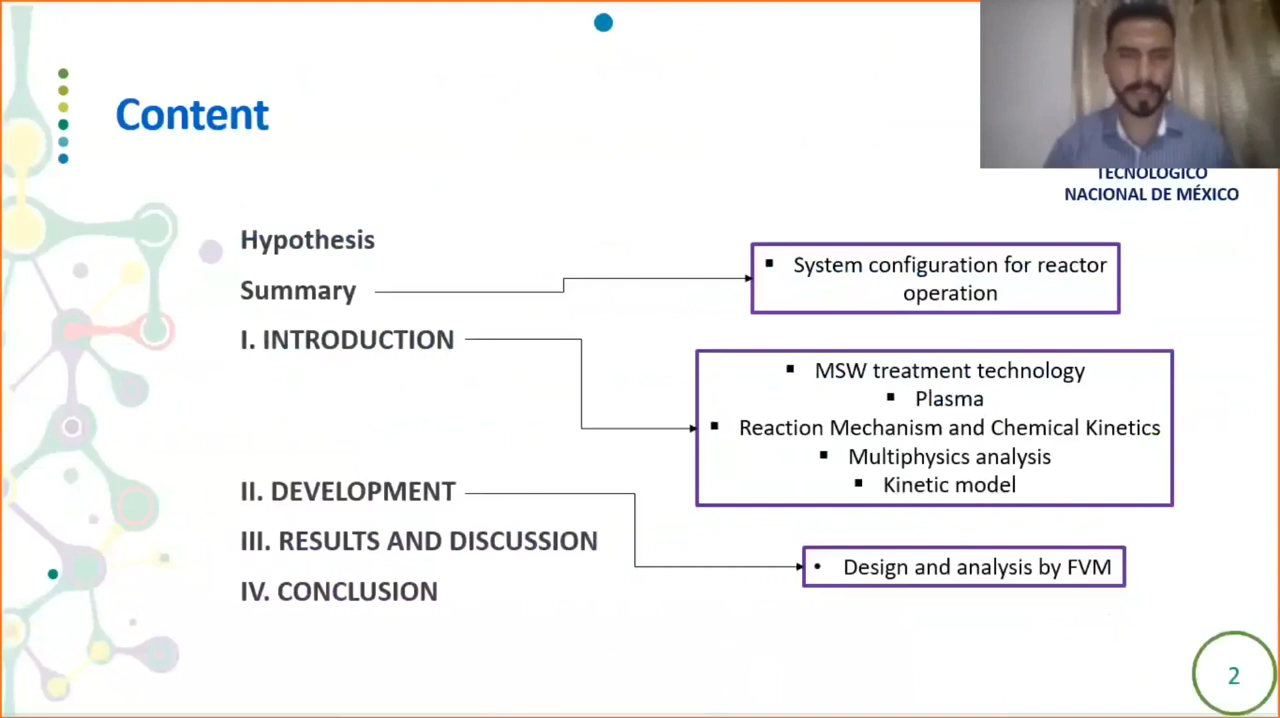 Content
TECNOLÓGICO
NACIONAL DE MÉXICO
Hypothesis
Summary
I. INTRODUCTION
II. DEVELOPMENT
III. RESULTS AND DISCUSSION
IV. CONCLUSION
▪ System configuration for reactor
operation
▪ MSW treatment technology
▪ Plasma
▪ Reaction Mechanism and Chemical Kinetics
▪ Multiphysics analysis
▪ Kinetic model
• Design and analysis by FVM
2